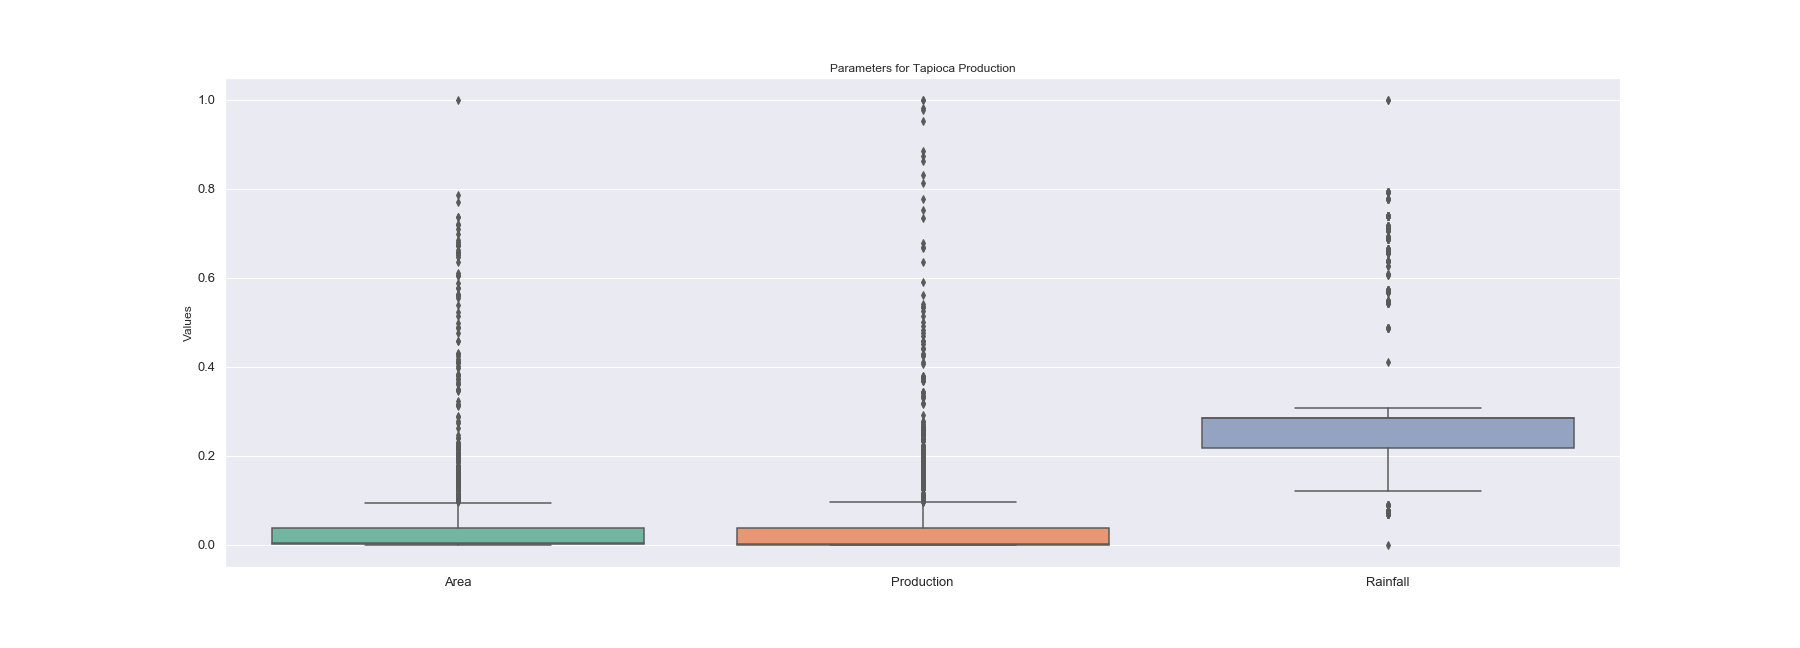 Parameters for Tapioca Production
1.0
0.8
0.6
0.4
0.2
0.0
Values
Area
Production
Rainfall